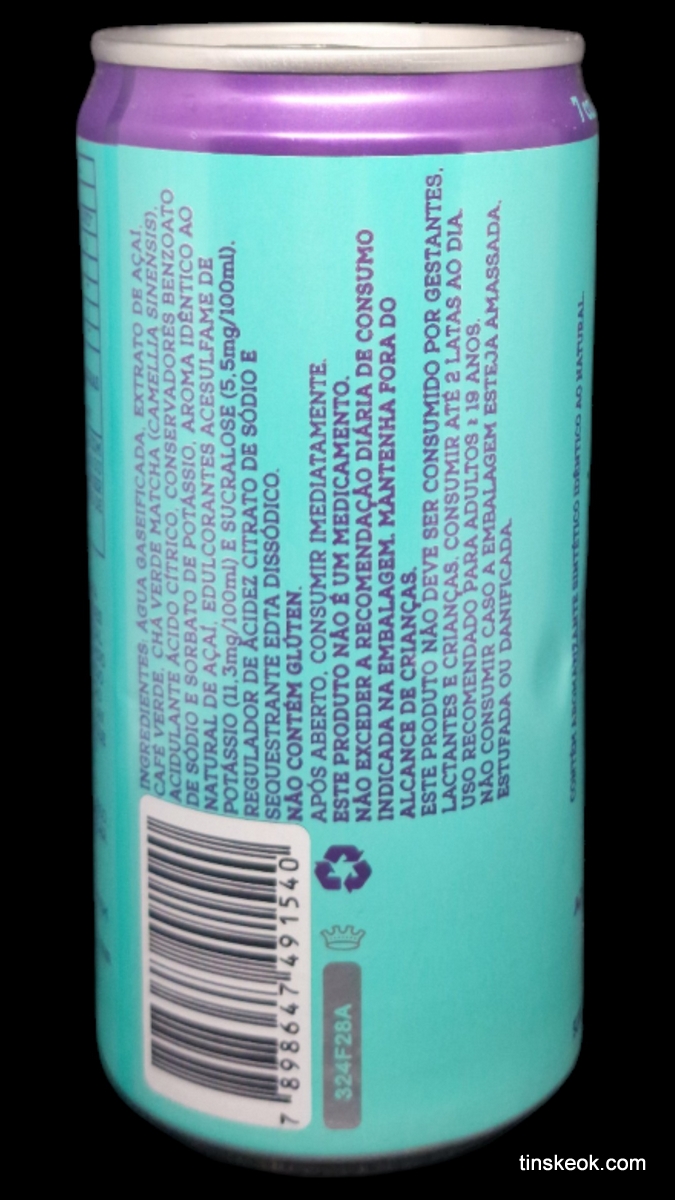 INGREDIENTES: ÁGUA GASEIFICADA, EXTRATO DE AÇAÍ,
CAFÉ VERDE, CHÁ VERDE MATCHA (CAMELLIA SINENSIS),
ACIDULANTE ÁCIDO CÍTRICO, CONSERVADORES BENZOATO
DE SÓDIO E SORBATO DE POTÁSSIO, AROMA IDÊNTICO AO
NATURAL DE AÇAÍ, EDULCORANTES ACESULFAME DE
POTÁSSIO (11,3mg/100ml) E SUCRALOSE (5,5mg/100ml),
REGULADOR DE ACIDEZ CITRATO DE SÓDIO E
SEQUESTRANTE EDTA DISSÓDICO.
NÃO CONTÉM GLÚTEN.
APÓS ABERTO, CONSUMIR IMEDIATAMENTE.
ESTE PRODUTO NÃO É UM MEDICAMENTO.
NÃO EXCEDER A RECOMENDAÇÃO DIÁRIA DE CONSUMO
INDICADA NA EMBALAGEM. MANTENHA FORA DO
ALCANCE DE CRIANÇAS.
ESTE PRODUTO NÃO DEVE SER CONSUMIDO POR GESTANTES,
LACTANTES E CRIANÇAS. CONSUMIR ATÉ 2 LATAS AO DIA.
USO RECOMENDADO PARA ADULTOS ≥ 19 ANOS.
NÃO CONSUMIR CASO A EMBALAGEM ESTEJA AMASSADA,
ESTUFADA OU DANIFICADA.
CONTÉM AROMATIZANTE SINTÉTICO IDÊNTICO AO NATURAL.
7 898647 491540
324F28A
tinskeok.com